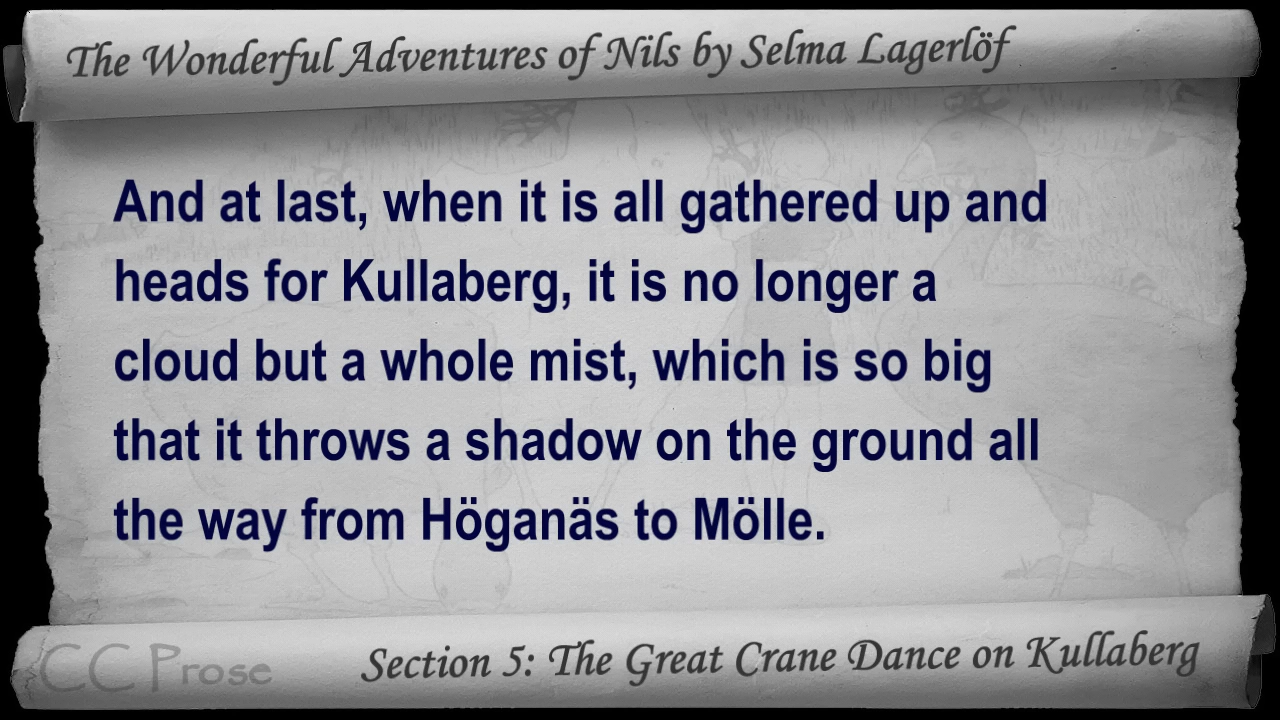 The Wonderful Adventures of Nils by Selma Lagerlöf
And at last, when it is all gathered up and
heads for Kullaberg, it is no longer a
cloud but a whole mist, which is so big
that it throws a shadow on the ground all
the way from Höganäs to Mölle.
CC Prose
Section 5: The Great Crane Dance on Kullaberg